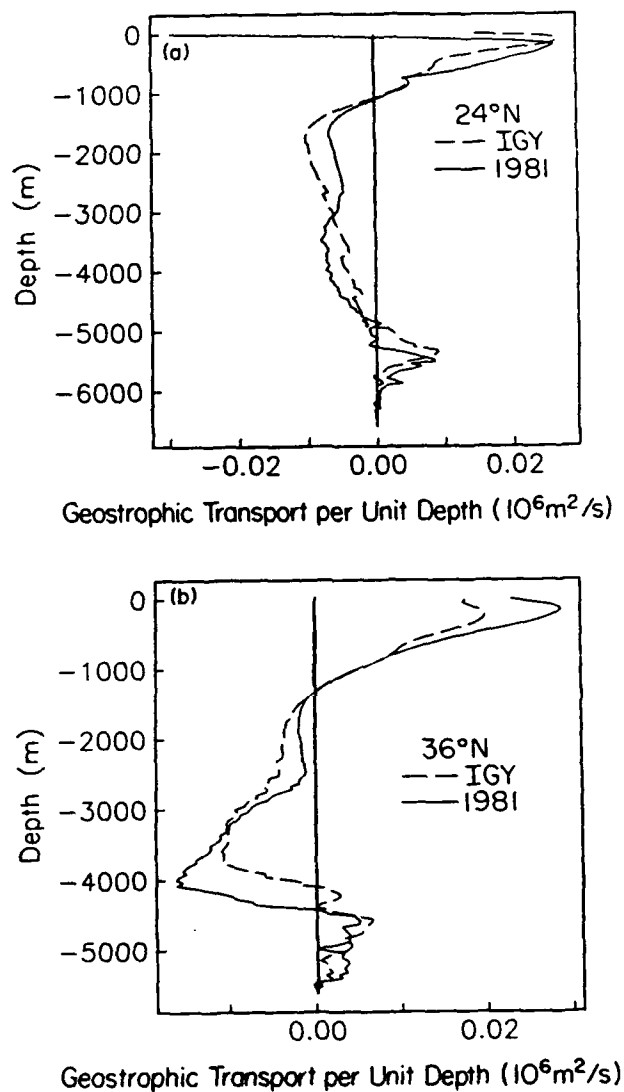 (a)
0
-1000
-2000
-3000
-4000
-5000
-6000
Depth (m)
24°N
IGY
1981
-0.02 0.00 0.02
Geostrophic Transport per Unit Depth (10⁶m²/s)
(b)
0
-1000
-2000
-3000
-4000
-5000
Depth (m)
36°N
IGY
1981
0.00 0.02
Geostrophic Transport per Unit Depth (10⁶m²/s)